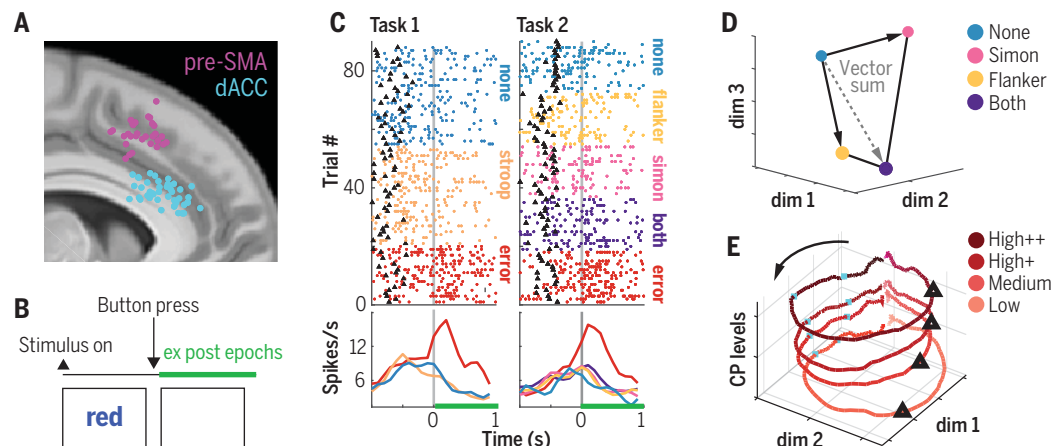 A
pre-SMA
dACC
B
Button press
Stimulus on
ex post epochs
red
C
Task 1
Task 2
Trial #
80
40
0
none
stroop
error
none
flanker
simon
both
error
Spikes/s
12
6
0
1
0
1
Time (s)
D
dim 3
dim 1
dim 2
Vector
sum
None
Simon
Flanker
Both
E
CP levels
dim 2
dim 1
High++
High+
Medium
Low